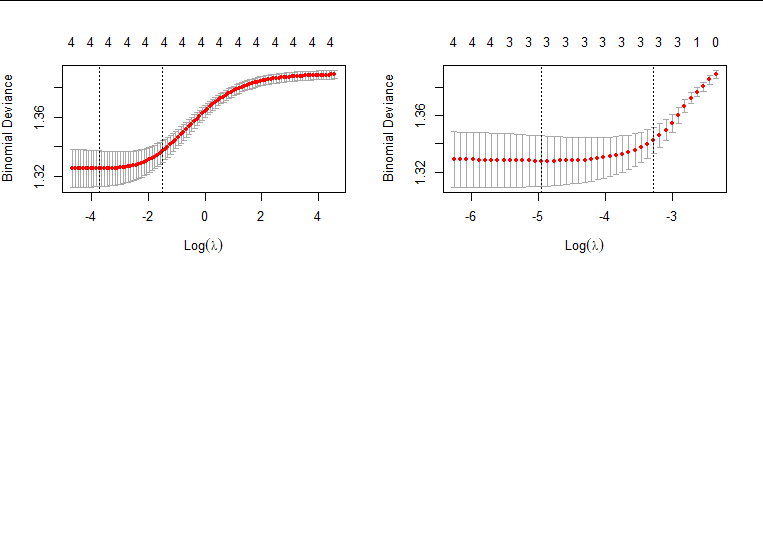 4 4 4 4 4 4 4 4 4 4 4 4 4 4 4
Binomial Deviance
1.36
1.32
-4 -2 0 2 4
Log(λ)
4 4 4 3 3 3 3 3 3 3 3 3 3 1 0
Binomial Deviance
1.36
1.32
-6 -5 -4 -3
Log(λ)